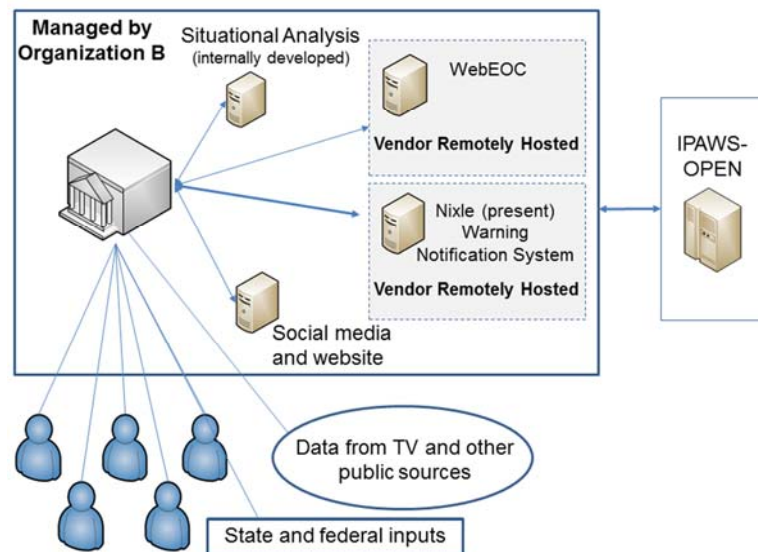 Managed by
Organization B
Situational Analysis
(internally developed)
WebEOC
Vendor Remotely Hosted
Nixle (present)
Warning
Notification System
Vendor Remotely Hosted
IPAWS-
OPEN
Social media
and website
Data from TV and other
public sources
State and federal inputs